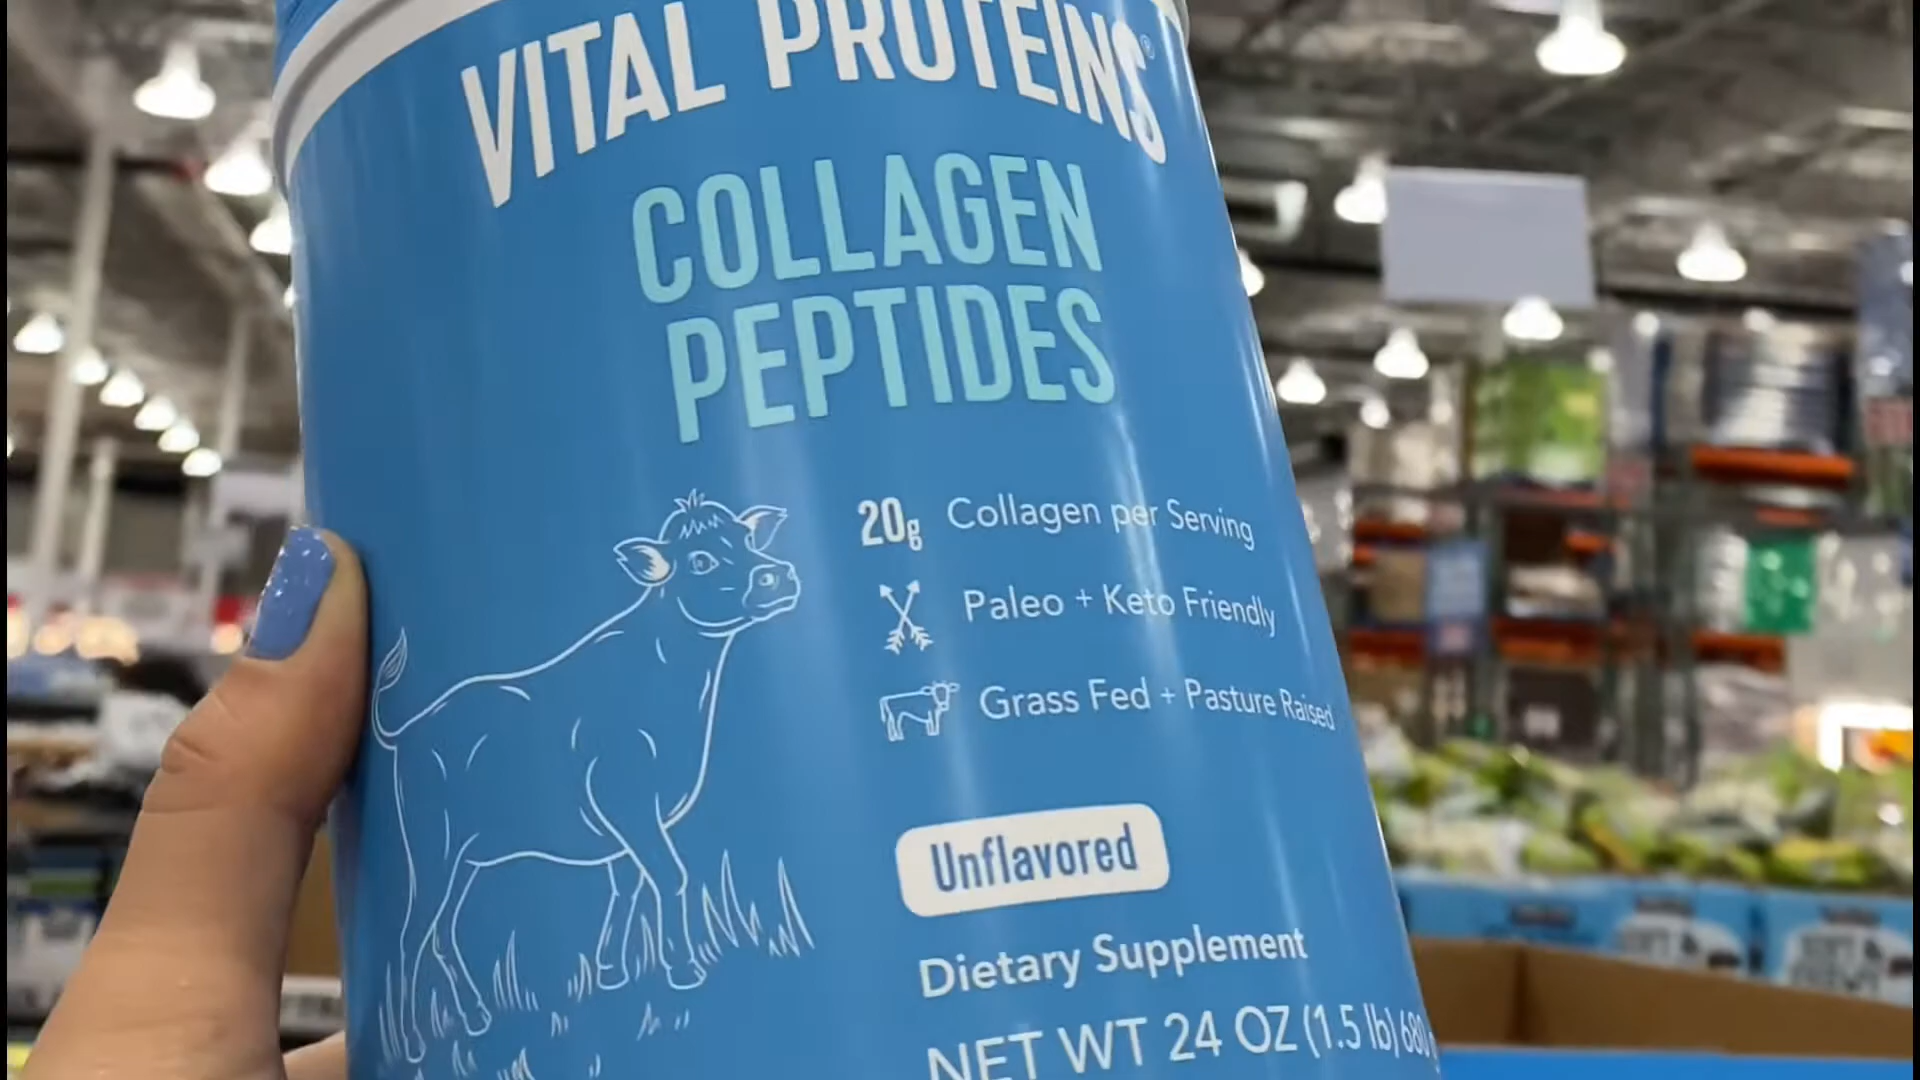 VITAL PROTEINS®
COLLAGEN
PEPTIDES
20g Collagen per Serving
Paleo + Keto Friendly
Grass Fed + Pasture Raised
Unflavored
Dietary Supplement
NET WT 24 OZ (1.5 lb) 680